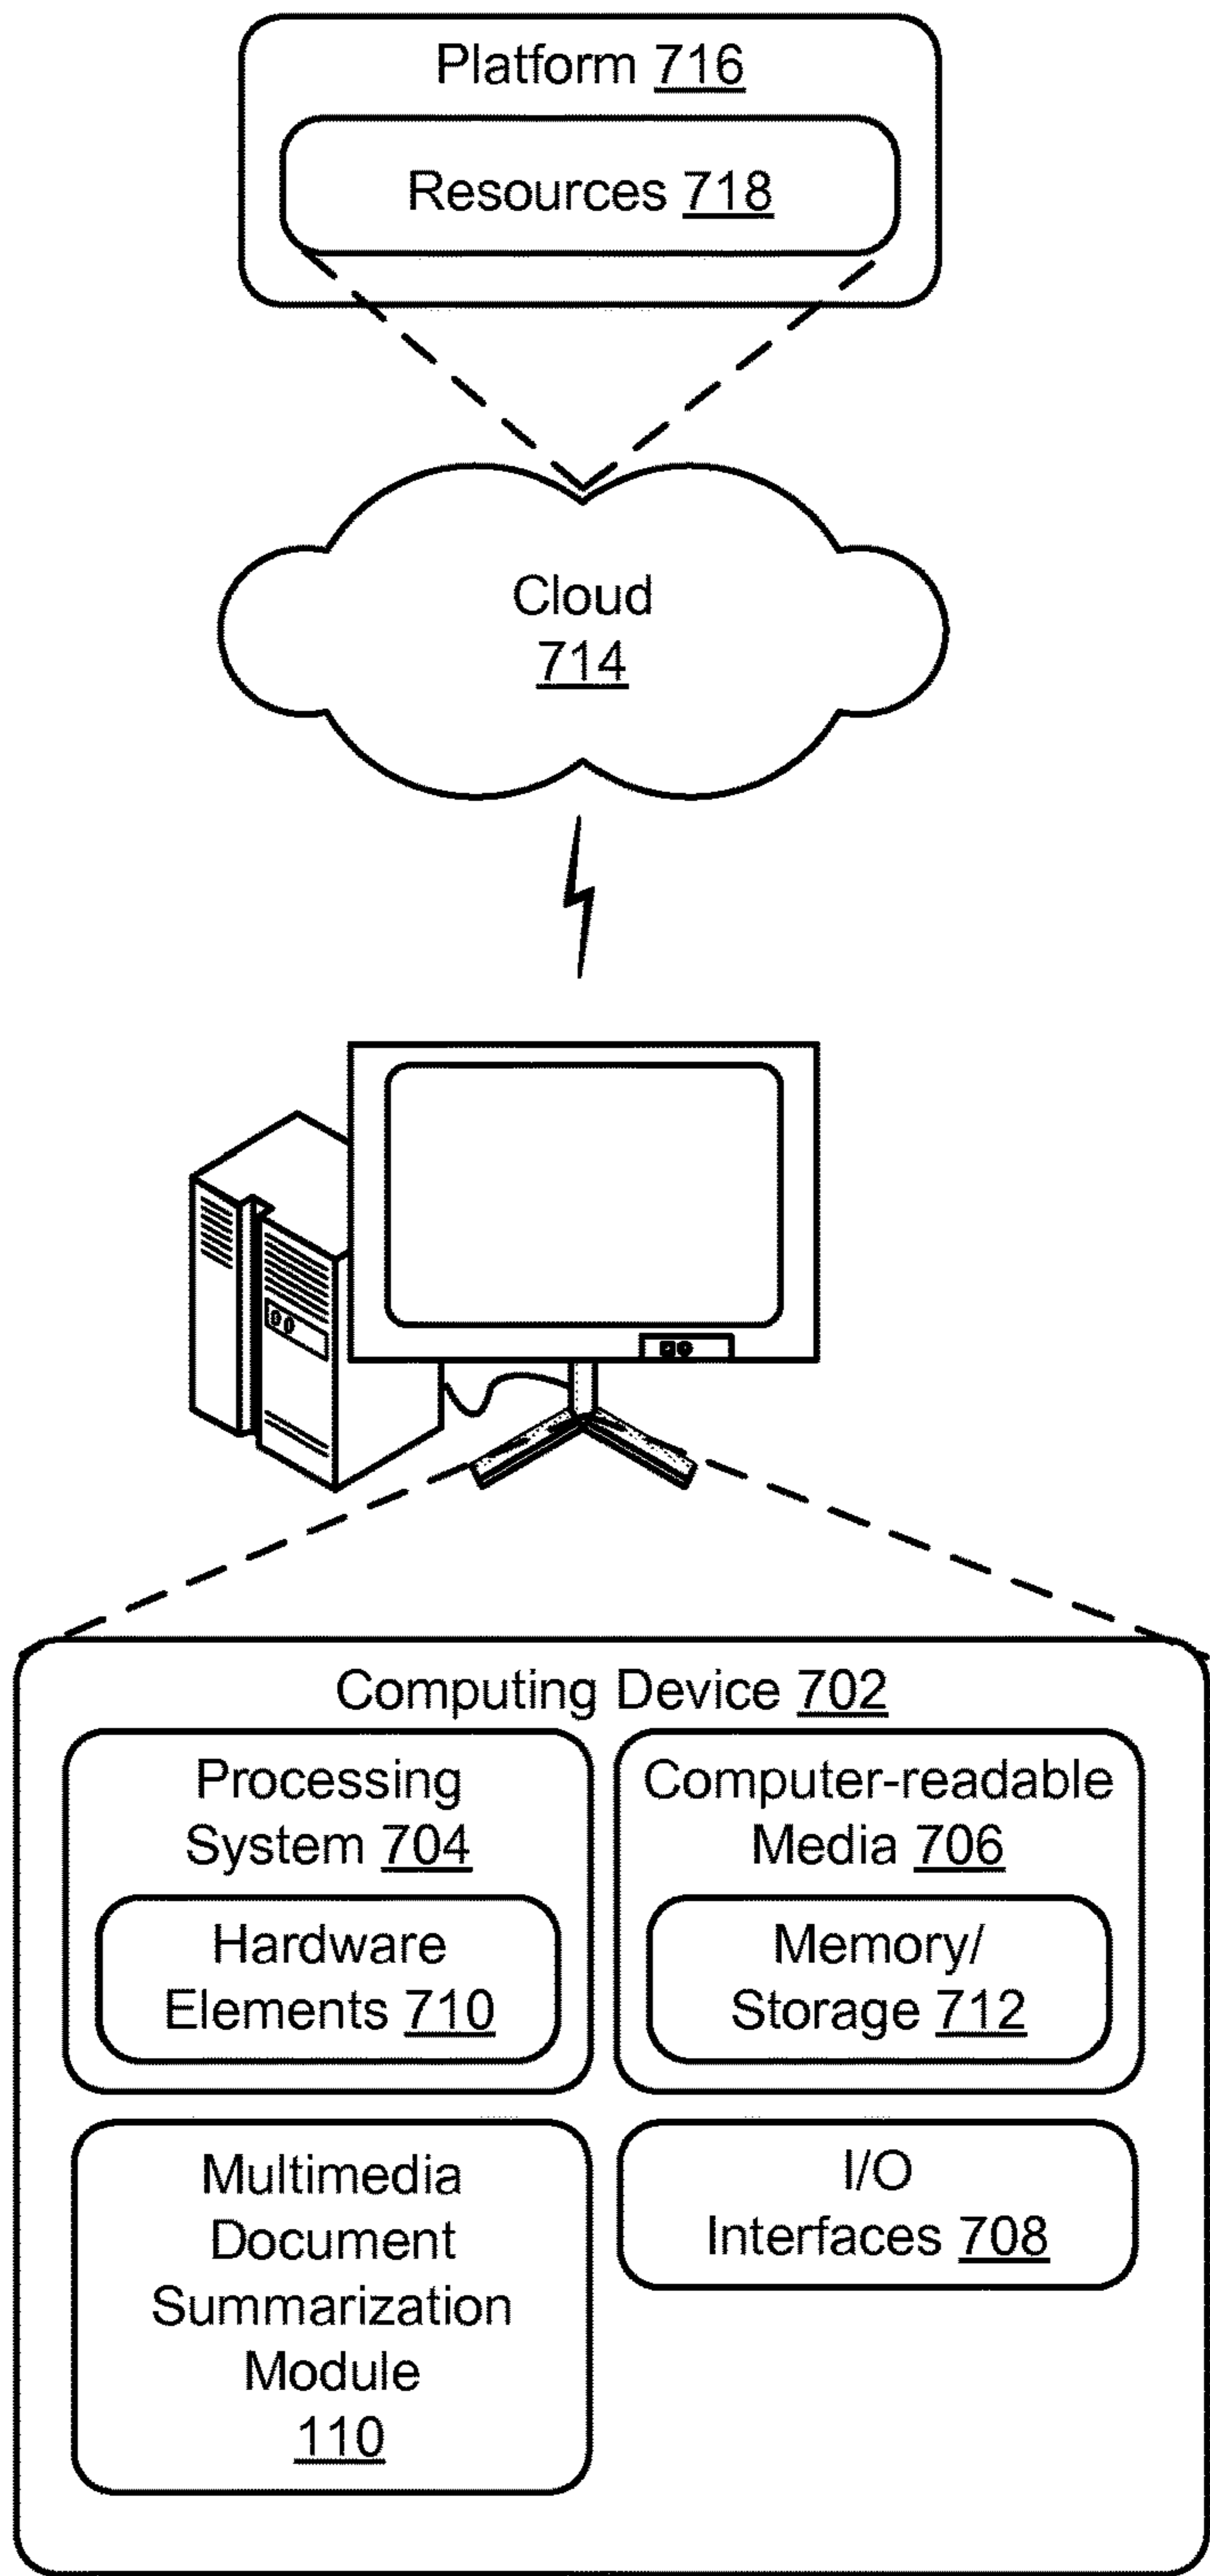 Platform 716
Resources 718
Cloud
714
Computing Device 702
Processing
System 704
Hardware
Elements 710
Computer-readable
Media 706
Memory/
Storage 712
Multimedia
Document
Summarization
Module
110
I/O
Interfaces 708